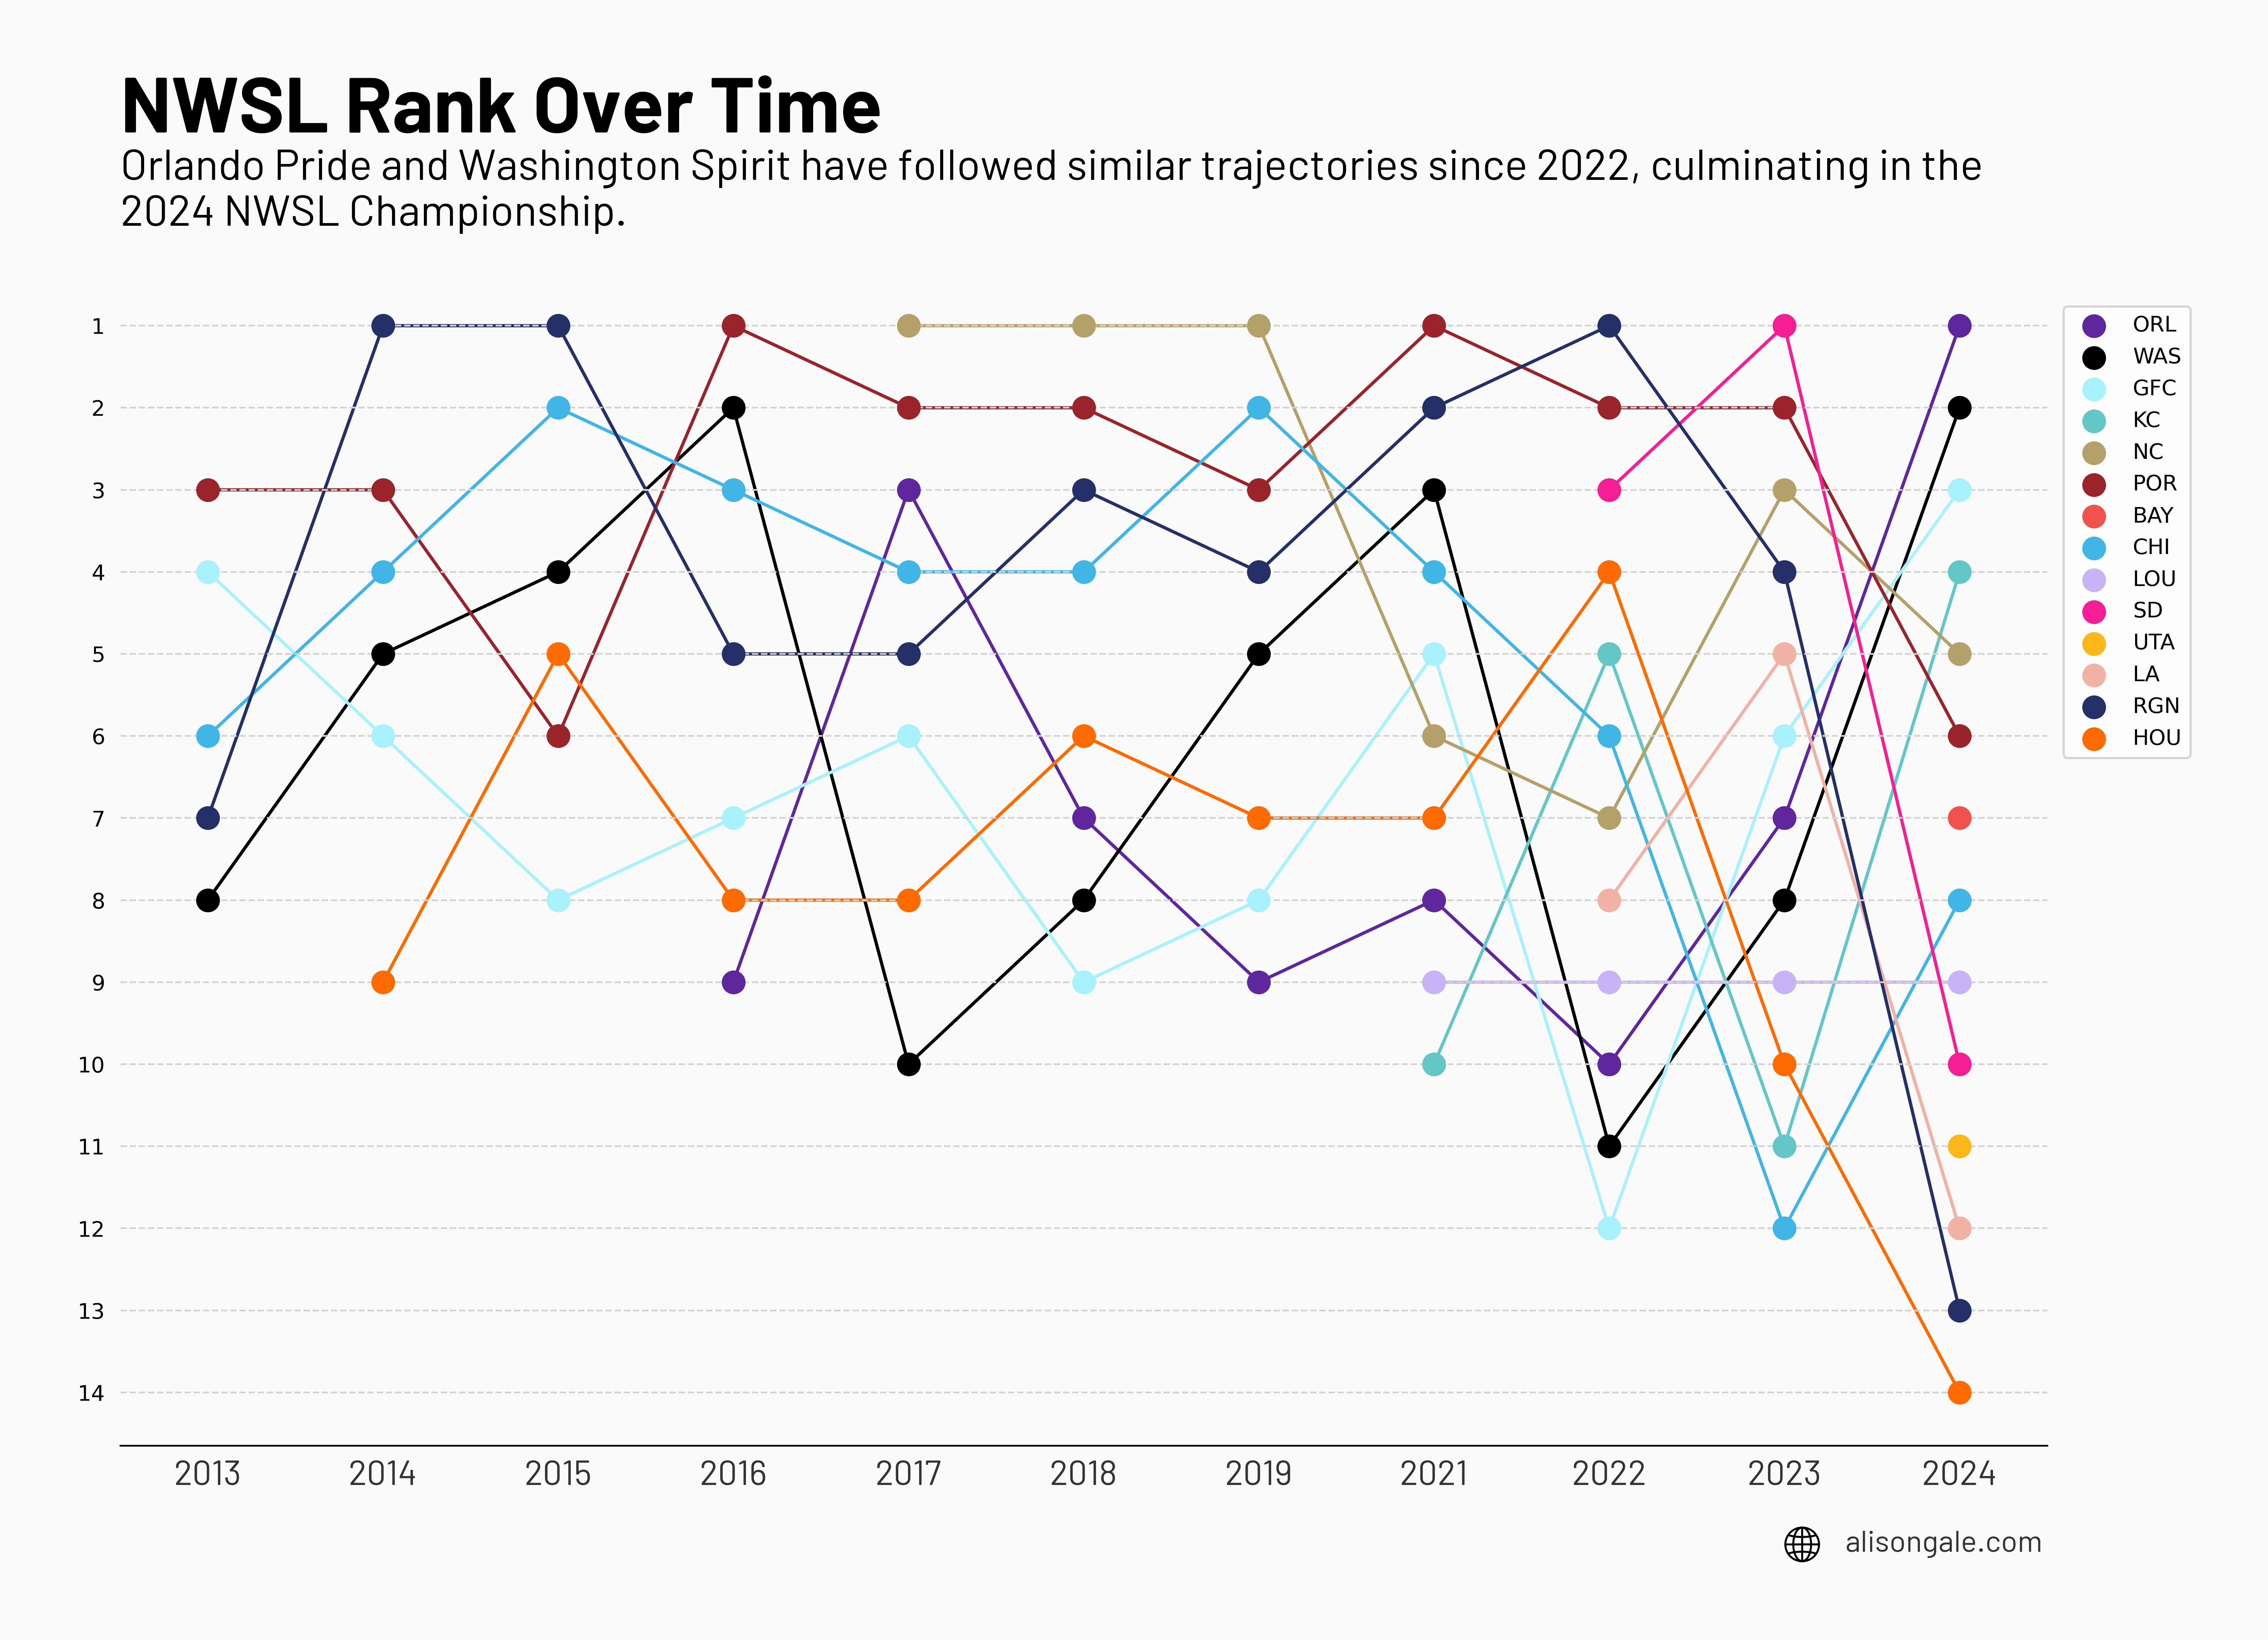 NWSL Rank Over Time
Orlando Pride and Washington Spirit have followed similar trajectories since 2022, culminating in the
2024 NWSL Championship.
1
2
3
4
5
6
7
8
9
10
11
12
13
14
ORL
WAS
GFC
KC
NC
POR
BAY
CHI
LOU
SD
UTA
LA
RGN
HOU
2013 2014 2015 2016 2017 2018 2019 2021 2022 2023 2024
alisongale.com